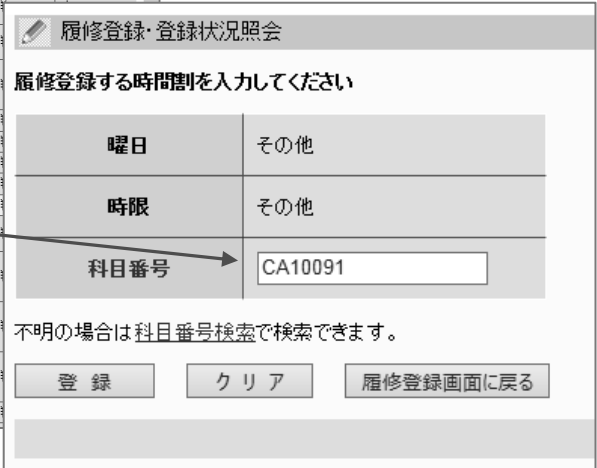 履修登録・登録状況照会
履修登録する時間割を入力してください
曜日 その他
時限 その他
科目番号 CA10091
不明の場合は科目番号検索で検索できます。
登 録 ク リ ア 履修登録画面に戻る